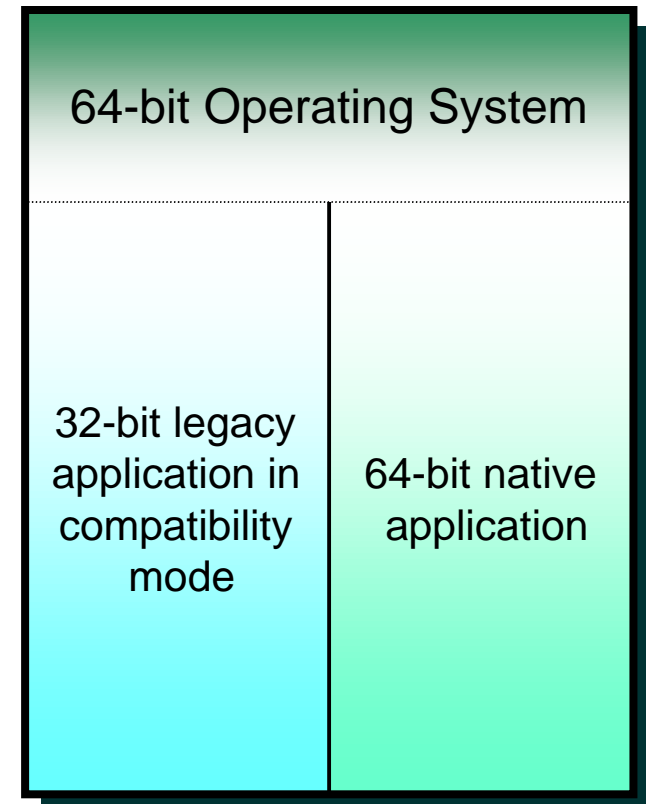 64-bit Operating System
32-bit legacy
application in
compatibility
mode
64-bit native
application